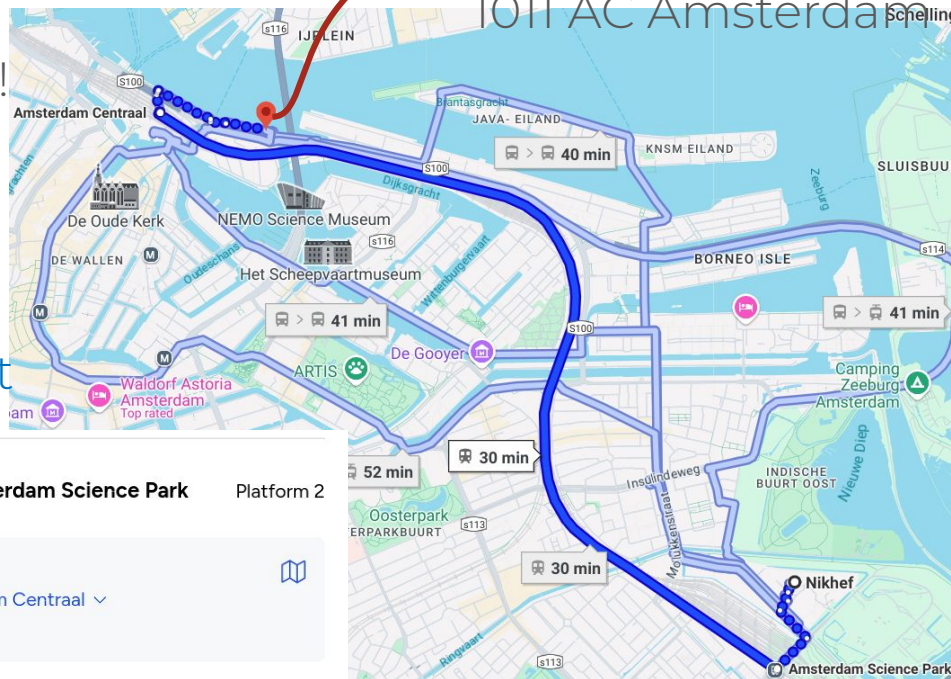 1011 AC Amsterdam
Schelling
s116
IJPLEIN
!
S100
Amsterdam Centraal
Brantasgracht
JAVA- EILAND
40 min
KNSM EILAND
S100
SLUISBUU
Dijksgracht
Zeeburg
De Oude Kerk
NEMO Science Museum
s116
DE WALLEN
M
Oudeschans
Het Scheepvaartmuseum
Wittenburgervaart
BORNEO ISLE
s114
M
41 min
S100
41 min
De Gooyer
M
ARTIS
t
Waldorf Astoria
Amsterdam
Top rated
Camping
Zeeburg
Amsterdam
am
30 min
52 min
Insulindeweg
INDISCHE
BUURT OOST
Nieuwe Diep
erdam Science Park
Platform 2
Oosterpark
s113
ERPARKBUURT
Molukkenstraat
30 min
Nikhef
m Centraal
Ringvaart
s113
Amsterdam Science Park